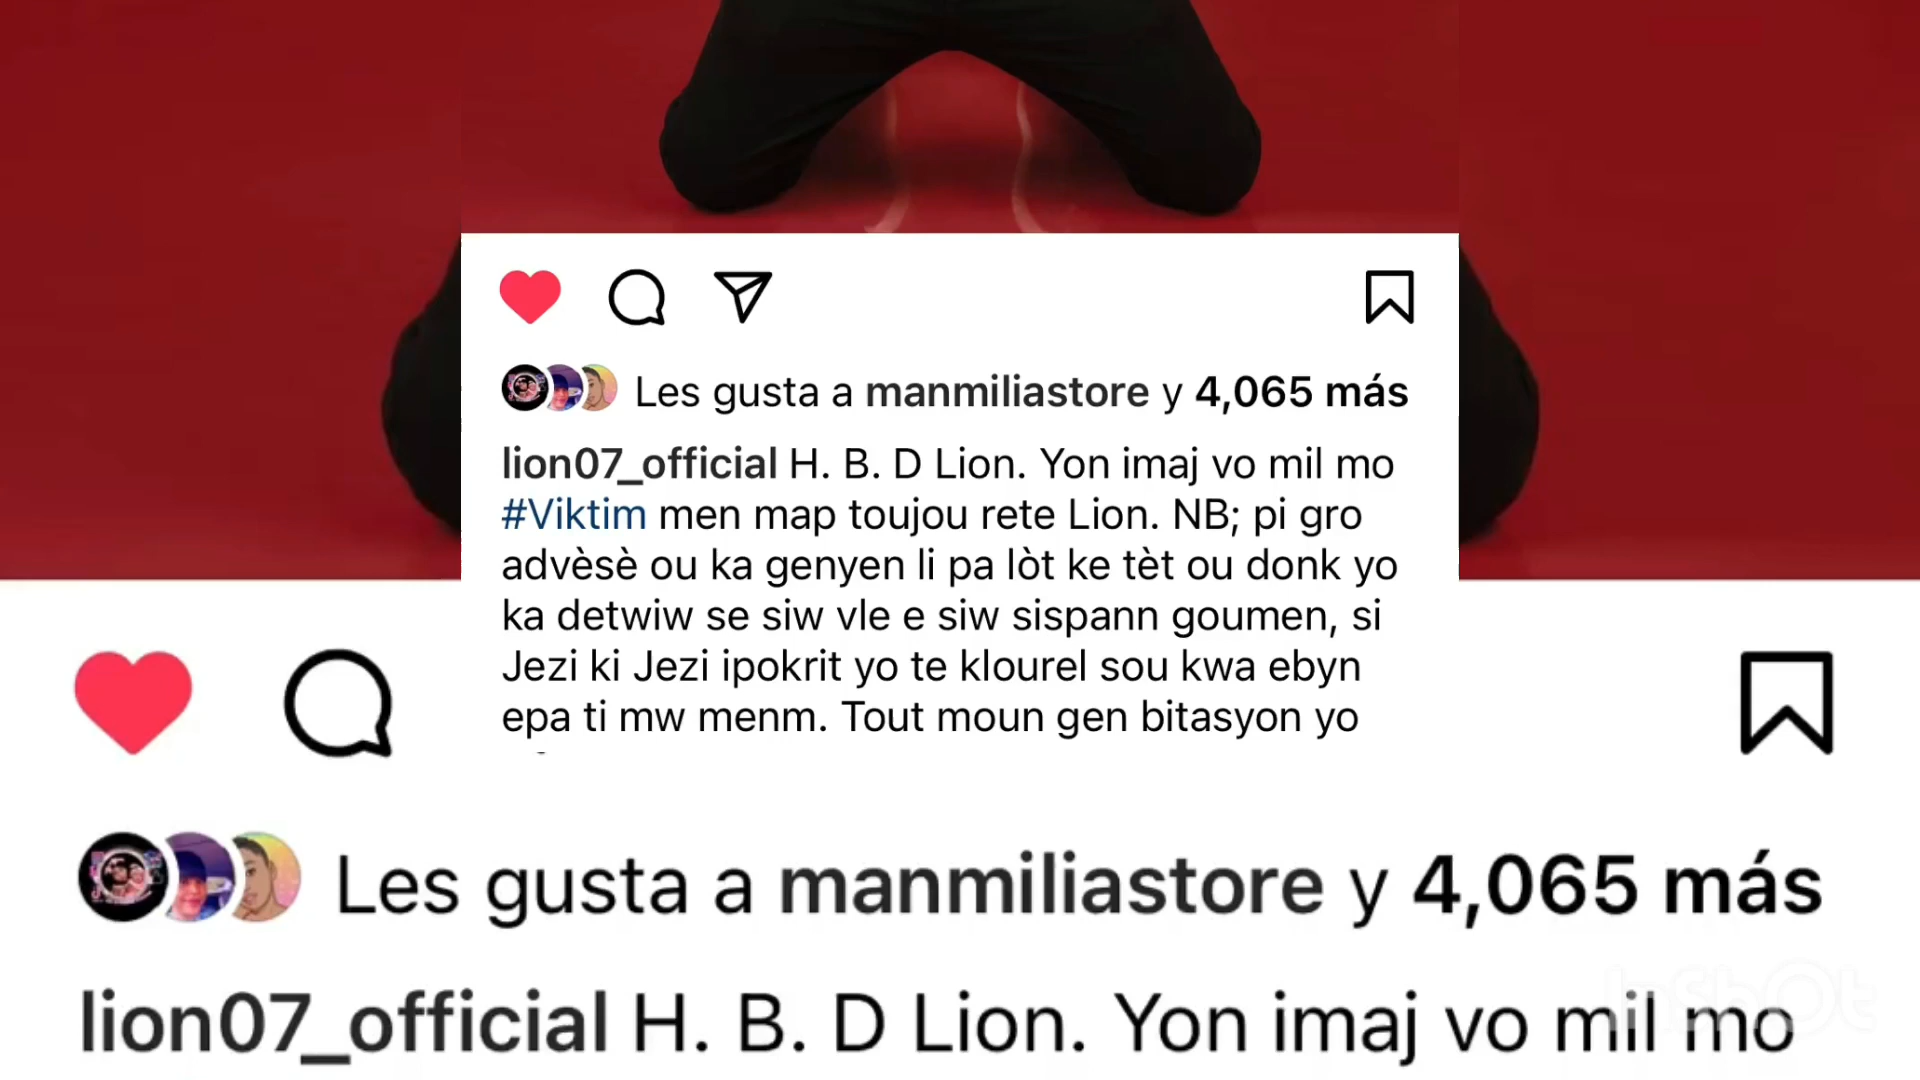 Les gusta a manmiliastore y 4,065 más
lion07_official H. B. D Lion. Yon imaj vo mil mo
#Viktim men map toujou rete Lion. NB; pi gro
advèsè ou ka genyen li pa lòt ke tèt ou donk yo
ka detwiw se siw vle e siw sispann goumen, si
Jezi ki Jezi ipokrit yo te klourel sou kwa ebyn
epa ti mw menm. Tout moun gen bitasyon yo
Les gusta a manmiliastore y 4,065 más
lion07_official H. B. D Lion. Yon imaj vo mil mo
InShOt